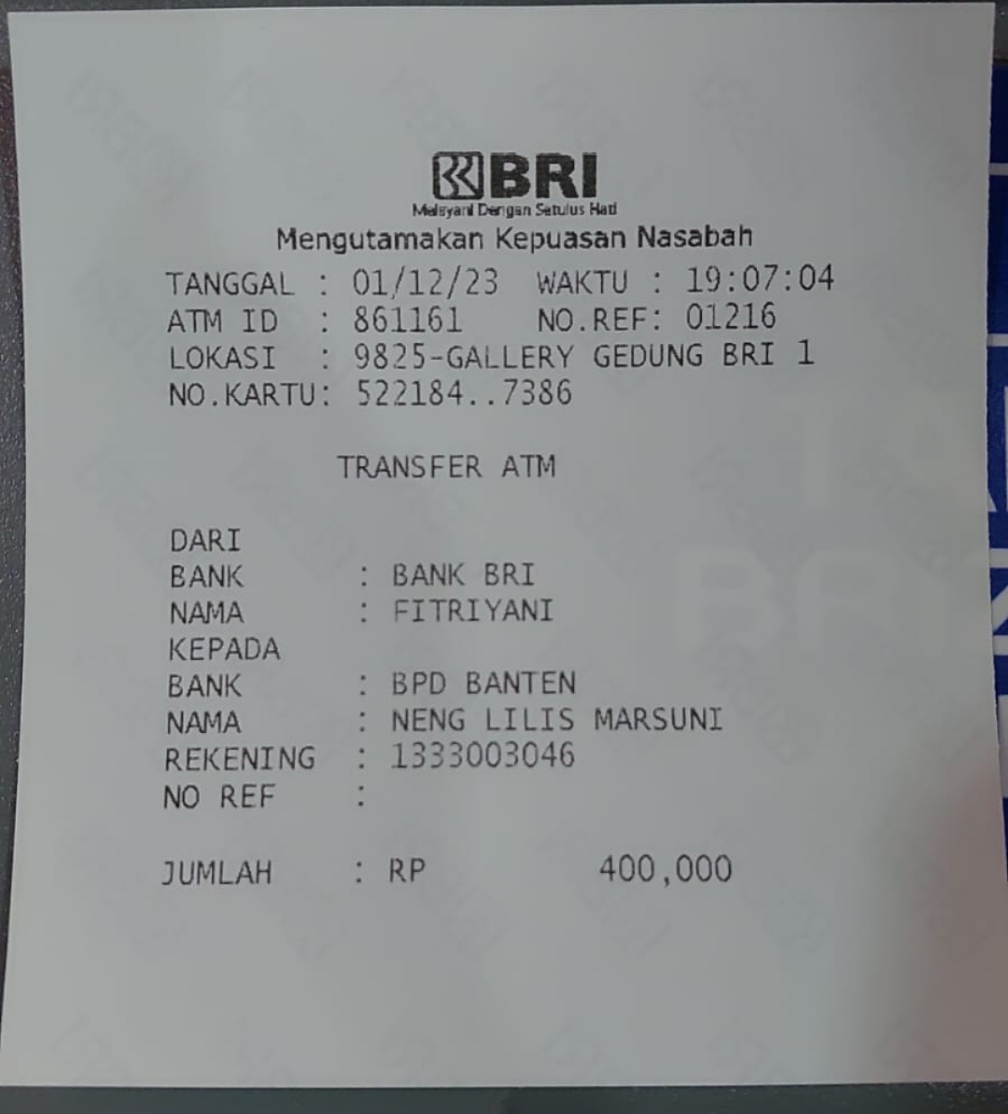 BRI
Melayani Dengan Setulus Hati
Mengutamakan Kepuasan Nasabah
TANGGAL : 01/12/23 WAKTU : 19:07:04
ATM ID : 861161 NO.REF: 01216
LOKASI : 9825-GALLERY GEDUNG BRI 1
NO.KARTU: 522184..7386
TRANSFER ATM
DARI
BANK : BANK BRI
NAMA : FITRIYANI
KEPADA
BANK : BPD BANTEN
NAMA : NENG LILIS MARSUNI
REKENING : 1333003046
NO REF :
JUMLAH : RP 400,000